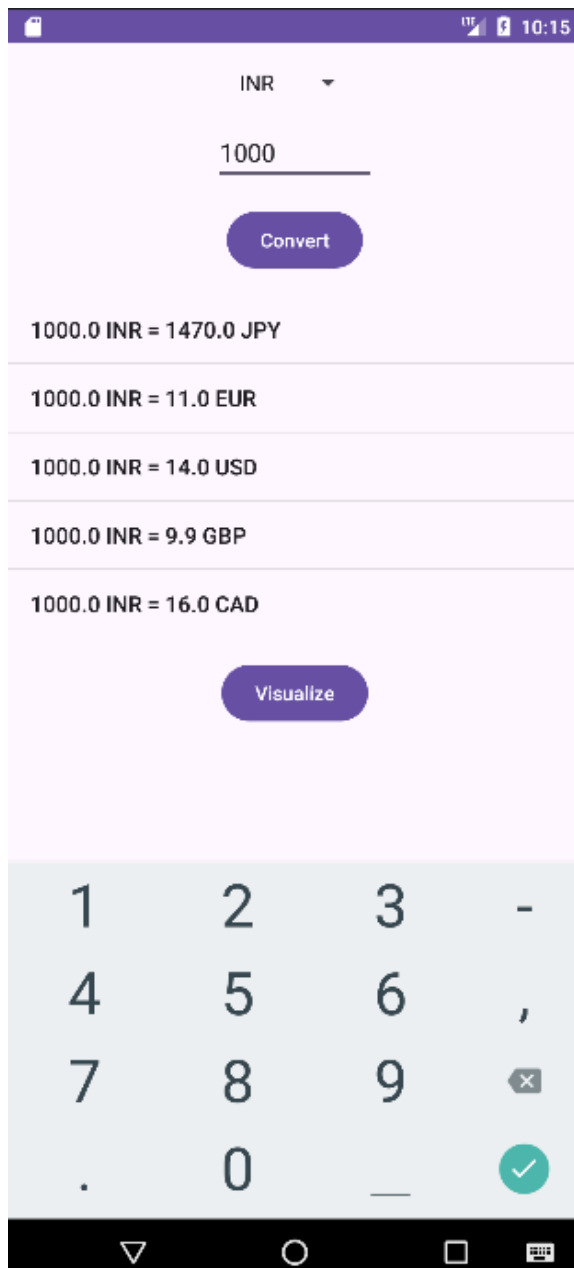 LTE 10:15
INR
1000
Convert
1000.0 INR = 1470.0 JPY
1000.0 INR = 11.0 EUR
1000.0 INR = 14.0 USD
1000.0 INR = 9.9 GBP
1000.0 INR = 16.0 CAD
Visualize
1 2 3 -
4 5 6 ,
7 8 9
. 0 _